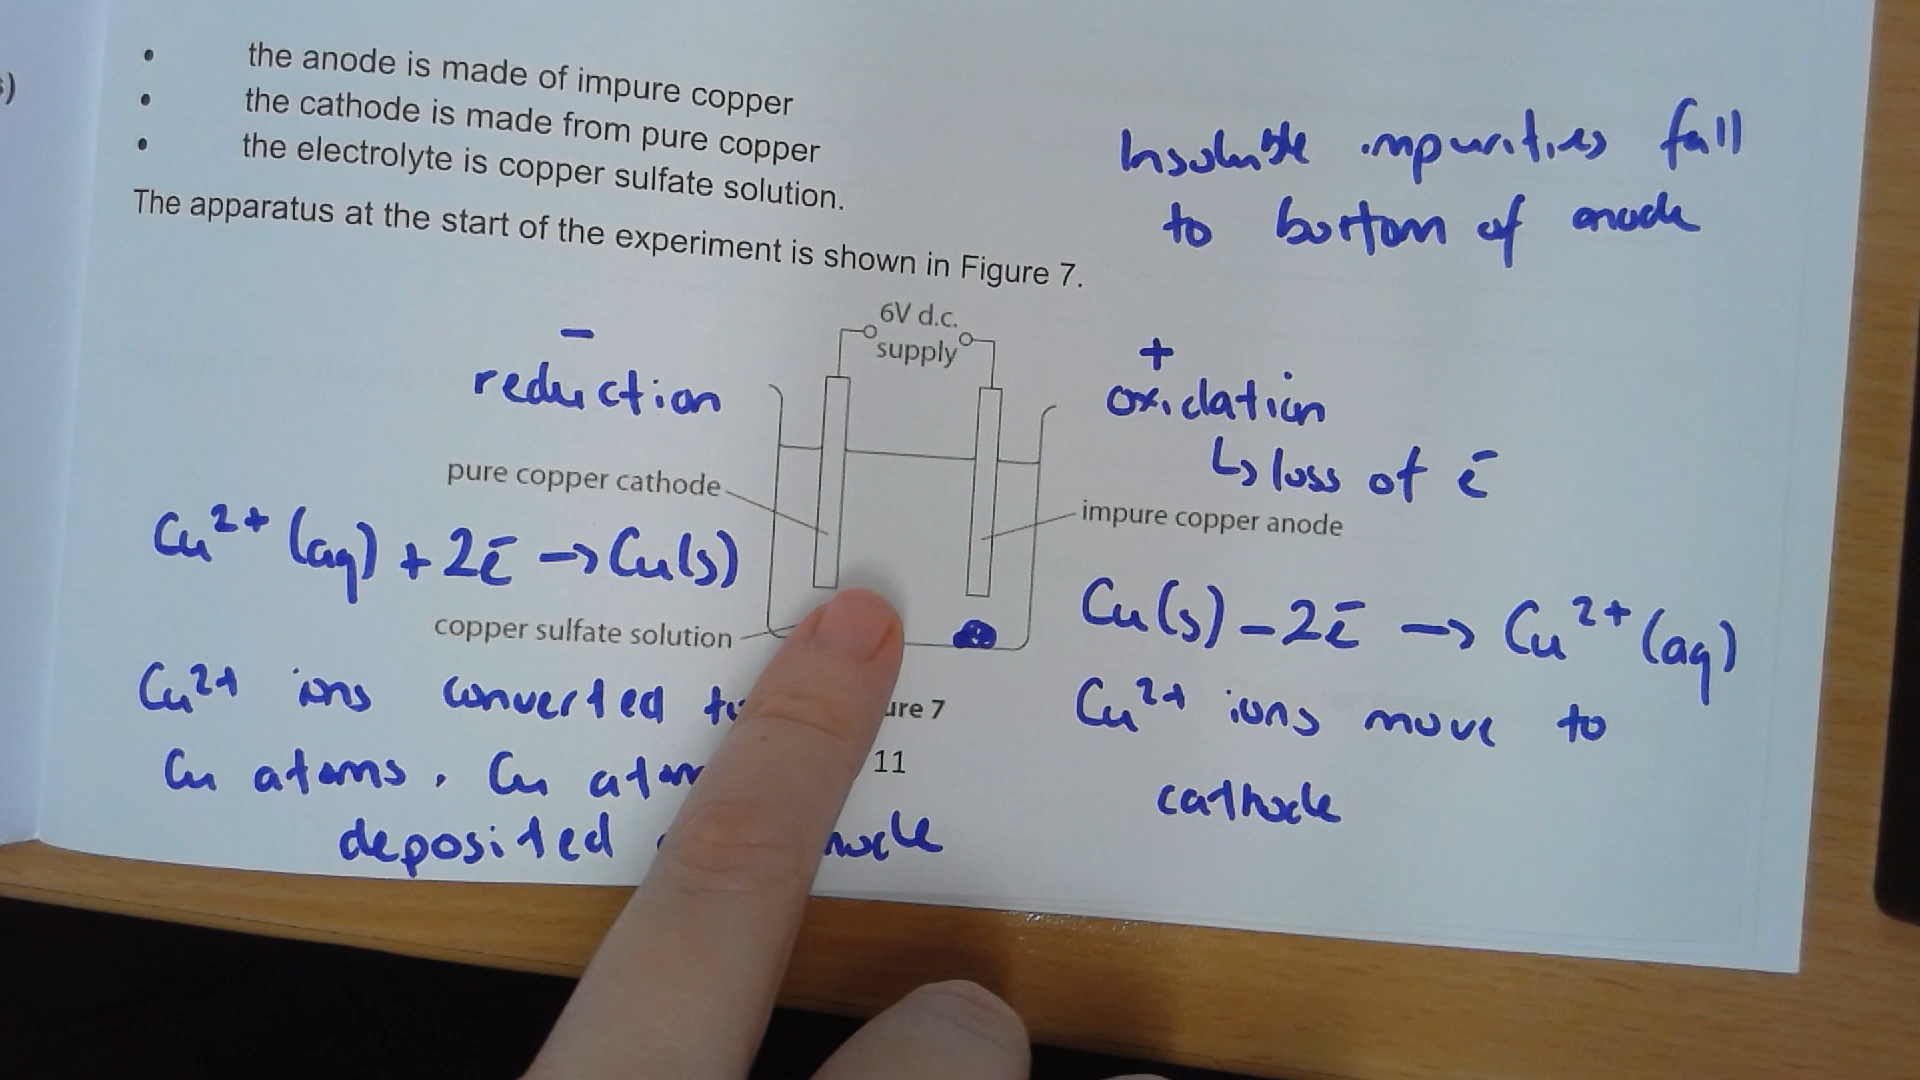 s)
• the anode is made of impure copper
• the cathode is made from pure copper
• the electrolyte is copper sulfate solution.
The apparatus at the start of the experiment is shown in Figure 7.
Insoluble impurities fall
to bottom of anode
6V d.c.
supply
−
reduction
+
oxidation
↳ loss of e⁻
pure copper cathode
impure copper anode
Cu²⁺(aq) + 2e⁻ → Cu(s)
Cu(s) − 2e⁻ → Cu²⁺(aq)
copper sulfate solution
Cu²⁺ ions converted to
Cu atoms. Cu
deposited
Cu²⁺ ions move to
cathode
ure 7
11